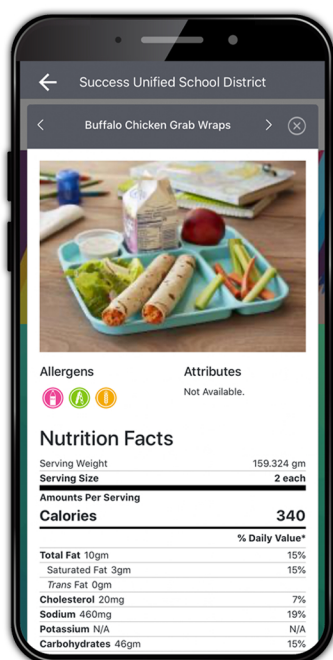 Success Unified School District
Buffalo Chicken Grab Wraps
Allergens
Attributes
Not Available.
Nutrition Facts
Serving Weight 159.324 gm
Serving Size 2 each
Amounts Per Serving
Calories 340
% Daily Value*
Total Fat 10gm 15%
Saturated Fat 3gm 15%
Trans Fat 0gm
Cholesterol 20mg 7%
Sodium 460mg 19%
Potassium N/A N/A
Carbohydrates 46gm 15%